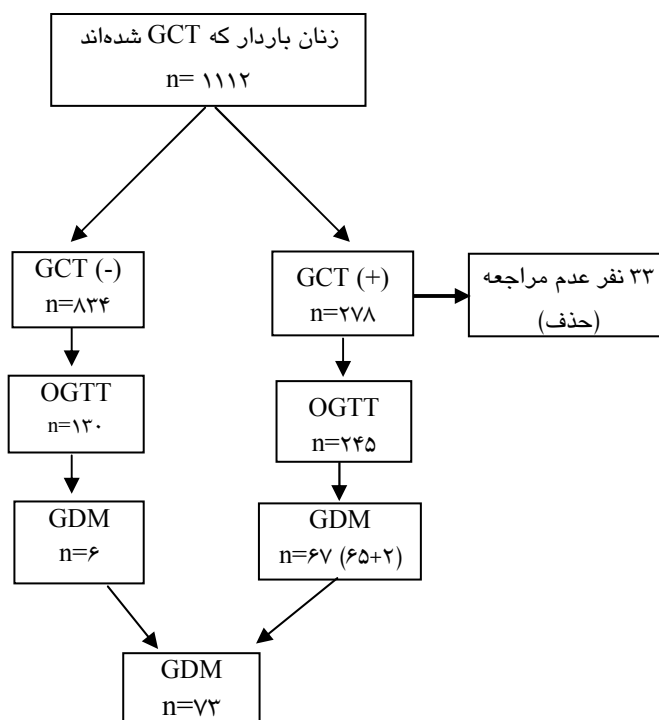 زنان باردار که GCT شده‌اند
n= ۱۱۱۲
GCT (-)
n=۸۳۴
GCT (+)
n=۲۷۸
۳۳ نفر عدم مراجعه
(حذف)
OGTT
n=۱۳۰
OGTT
n=۲۴۵
GDM
n=۶
GDM
n=۶۷ (۶۵+۲)
GDM
n=۷۳